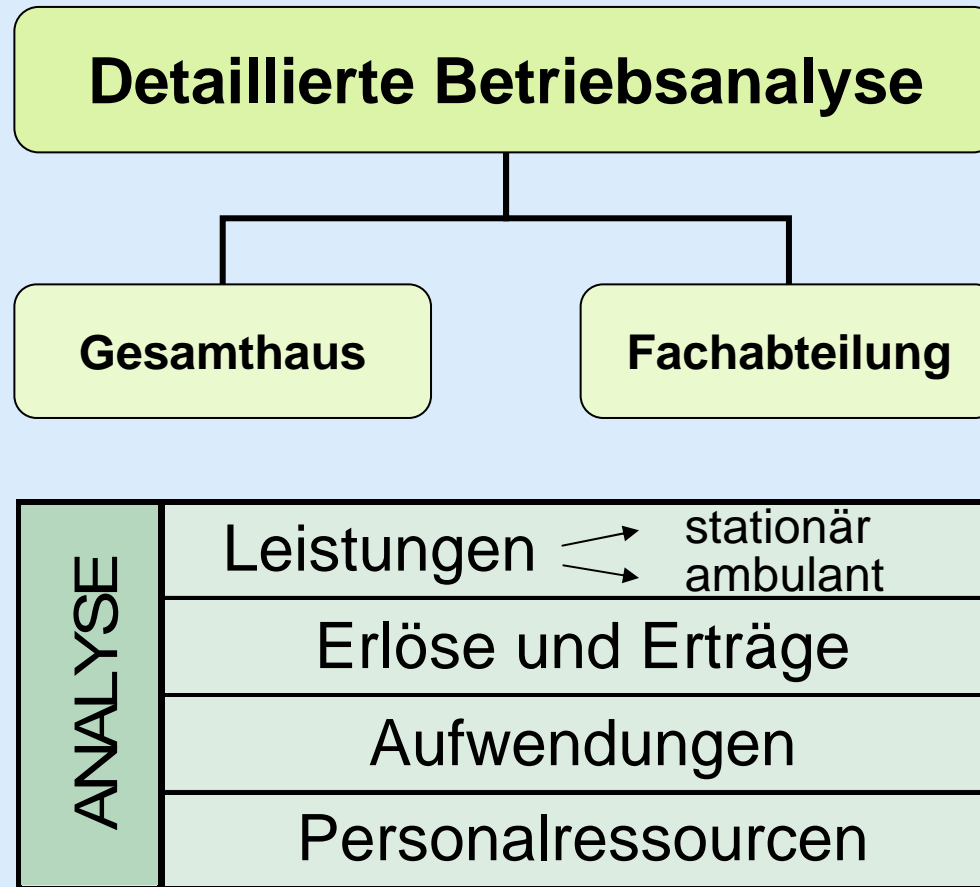 Detaillierte Betriebsanalyse
Gesamthaus
Fachabteilung
ANALYSE
Leistungen
stationär
ambulant
Erlöse und Erträge
Aufwendungen
Personalressourcen